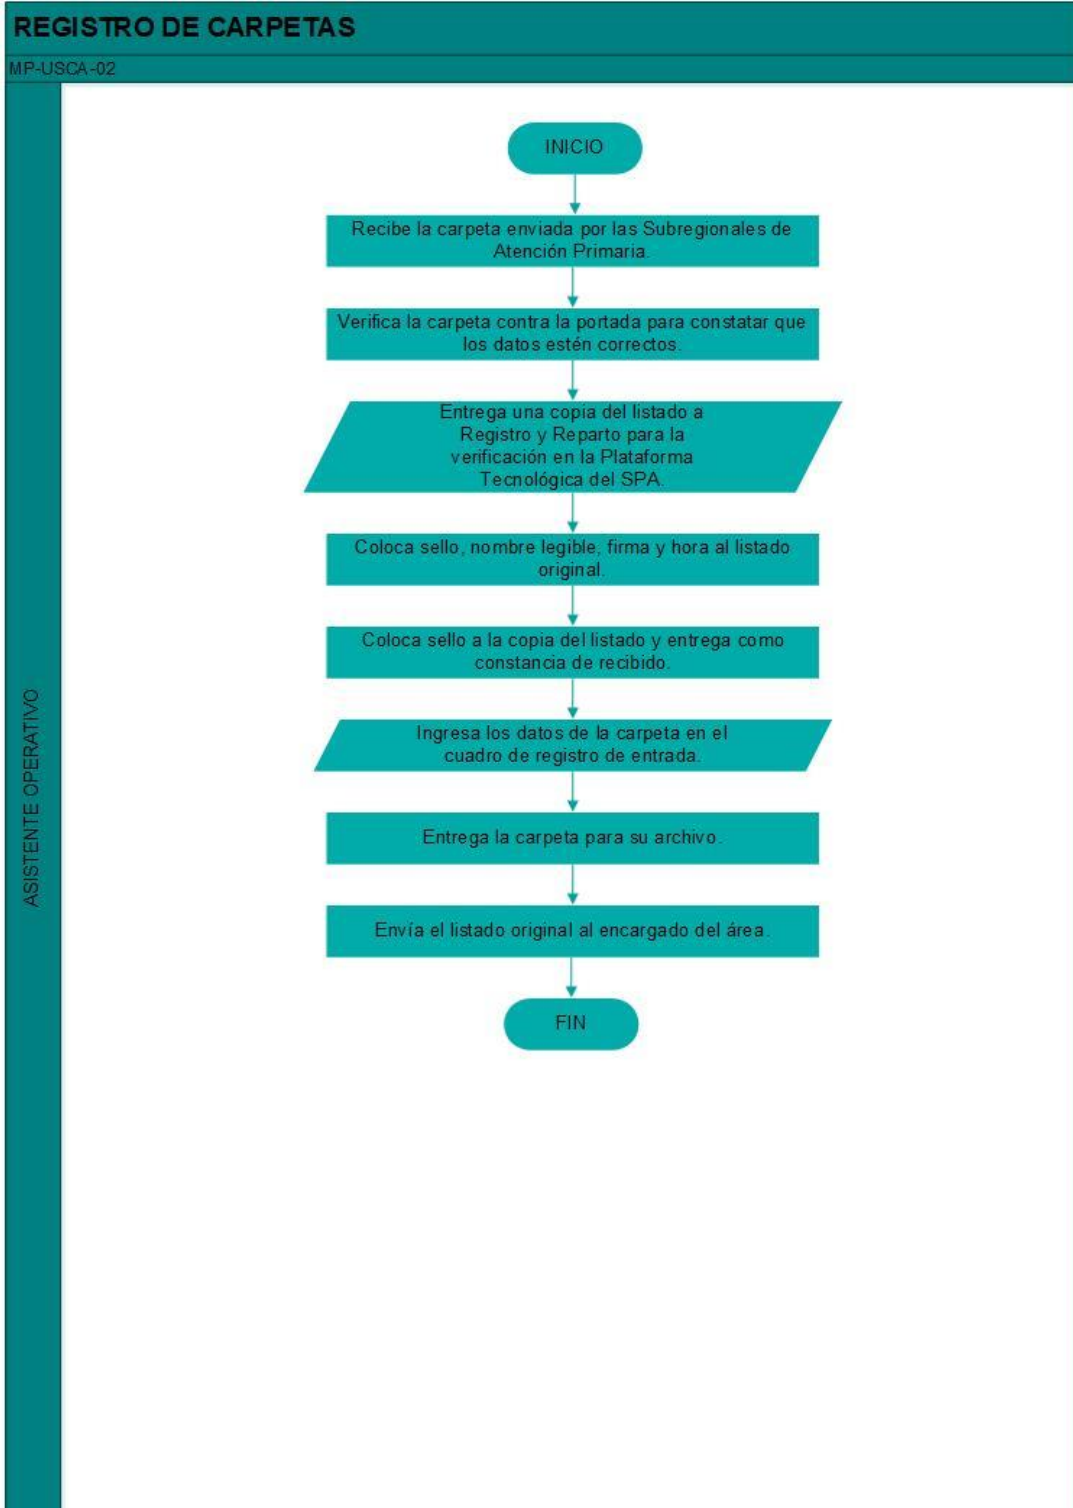 REGISTRO DE CARPETAS
MP-USCA-02
ASISTENTE OPERATIVO
INICIO
Recibe la carpeta enviada por las Subregionales de
Atención Primaria.
Verifica la carpeta contra la portada para constatar que
los datos estén correctos.
Entrega una copia del listado a
Registro y Reparto para la
verificación en la Plataforma
Tecnológica del SPA.
Coloca sello, nombre legible, firma y hora al listado
original.
Coloca sello a la copia del listado y entrega como
constancia de recibido.
Ingresa los datos de la carpeta en el
cuadro de registro de entrada.
Entrega la carpeta para su archivo.
Envía el listado original al encargado del área.
FIN